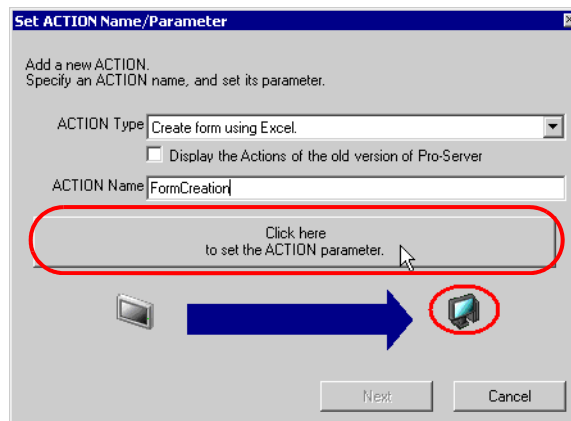 Set ACTION Name/Parameter
Add a new ACTION.
Specify an ACTION name, and set its parameter.
ACTION Type Create form using Excel.
Display the Actions of the old version of Pro-Server
ACTION Name FormCreation
Click here
to set the ACTION parameter.
Next Cancel